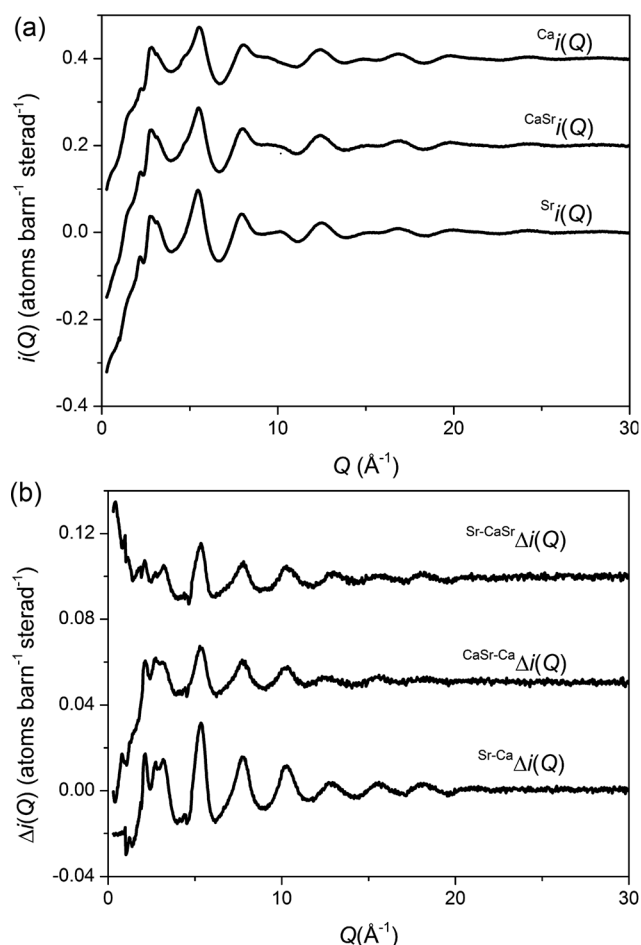 (a)
0.4
0.2
0.0
-0.2
-0.4
i(Q) (atoms barn⁻¹ sterad⁻¹)
ᶜᵃi(Q)
ᶜᵃˢʳi(Q)
ˢʳi(Q)
0 10 20 30
Q (Å⁻¹)
(b)
0.12
0.08
0.04
0.00
-0.04
Δi(Q) (atoms barn⁻¹ sterad⁻¹)
ˢʳ⁻ᶜᵃˢʳΔi(Q)
ᶜᵃˢʳ⁻ᶜᵃΔi(Q)
ˢʳ⁻ᶜᵃΔi(Q)
0 10 20 30
Q(Å⁻¹)